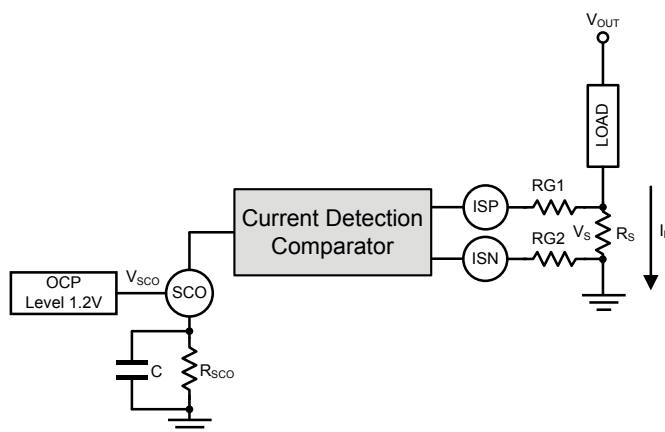 VOUT
LOAD
RG1
ISP
Current Detection
Comparator
VS
RS
RG2
ISN
VSCO
OCP
Level 1.2V
SCO
C
RSCO